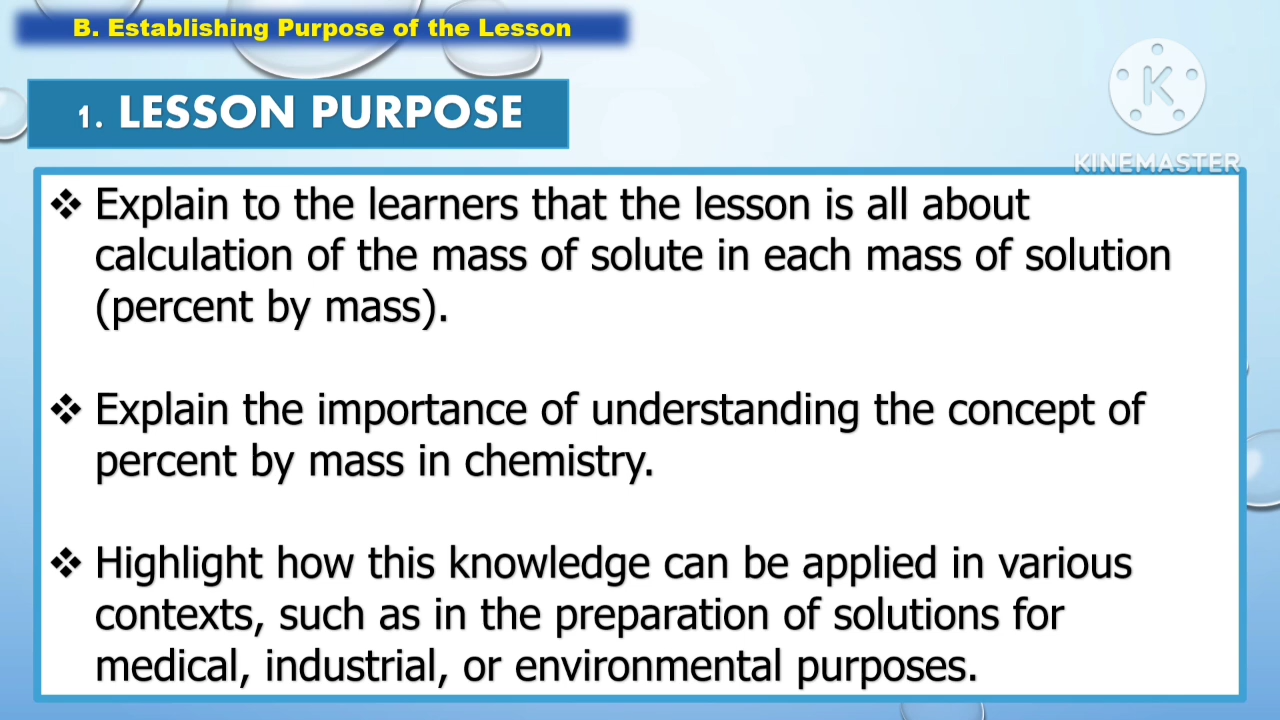 B. Establishing Purpose of the Lesson
1. LESSON PURPOSE
K
KINEMASTER
❖ Explain to the learners that the lesson is all about
calculation of the mass of solute in each mass of solution
(percent by mass).
❖ Explain the importance of understanding the concept of
percent by mass in chemistry.
❖ Highlight how this knowledge can be applied in various
contexts, such as in the preparation of solutions for
medical, industrial, or environmental purposes.